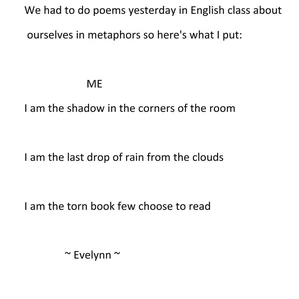 We had to do poems yesterday in English class about
ourselves in metaphors so here's what I put:
ME
I am the shadow in the corners of the room
I am the last drop of rain from the clouds
I am the torn book few choose to read
~ Evelynn ~